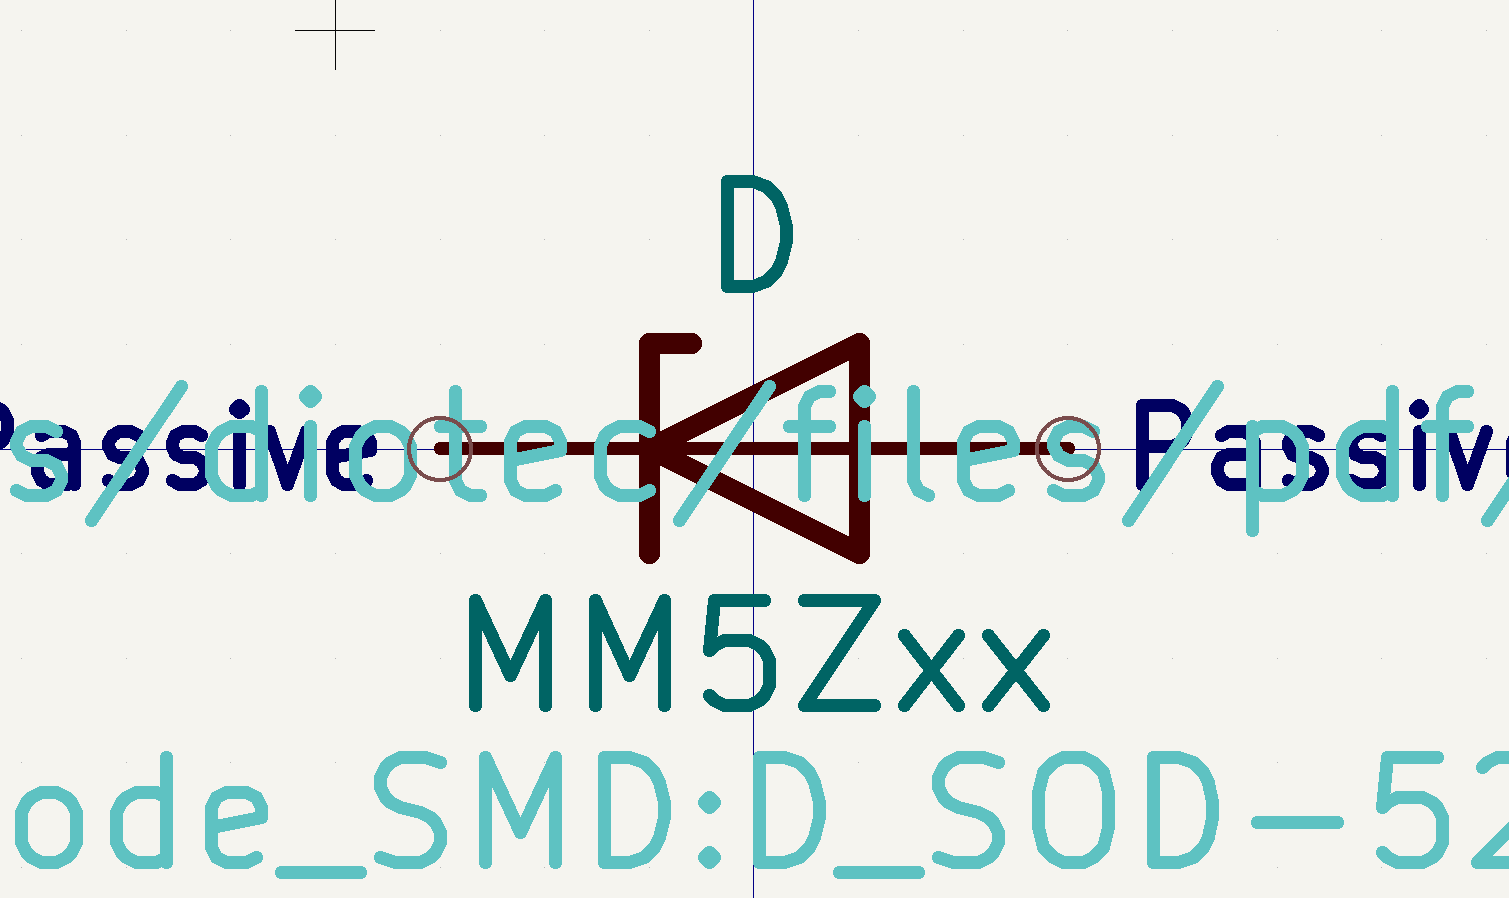 D
Passive
s/diotec/files/pdf/
Passive
MM5Zxx
ode_SMD:D_SOD-52